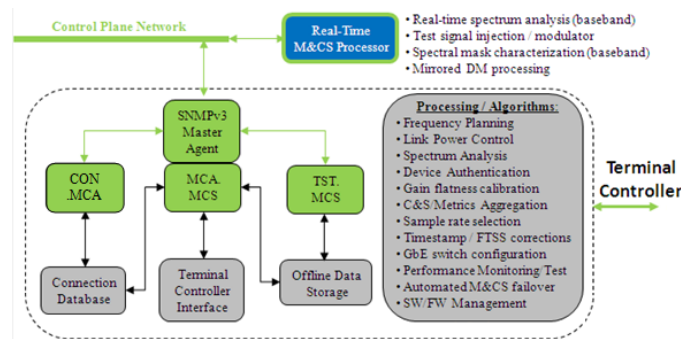 Control Plane Network
Real-Time
M&CS Processor
• Real-time spectrum analysis (baseband)
• Test signal injection / modulator
• Spectral mask characterization (baseband)
• Mirrored DM processing
SNMPv3
Master
Agent
CON
.MCA
MCA.
MCS
TST.
MCS
Connection
Database
Terminal
Controller
Interface
Offline Data
Storage
Processing / Algorithms:
• Frequency Planning
• Link Power Control
• Spectrum Analysis
• Device Authentication
• Gain flatness calibration
• C&S/Metrics Aggregation
• Sample rate selection
• Timestamp / FTSS corrections
• GbE switch configuration
• Performance Monitoring/Test
• Automated M&CS failover
• SW/FW Management
Terminal
Controller